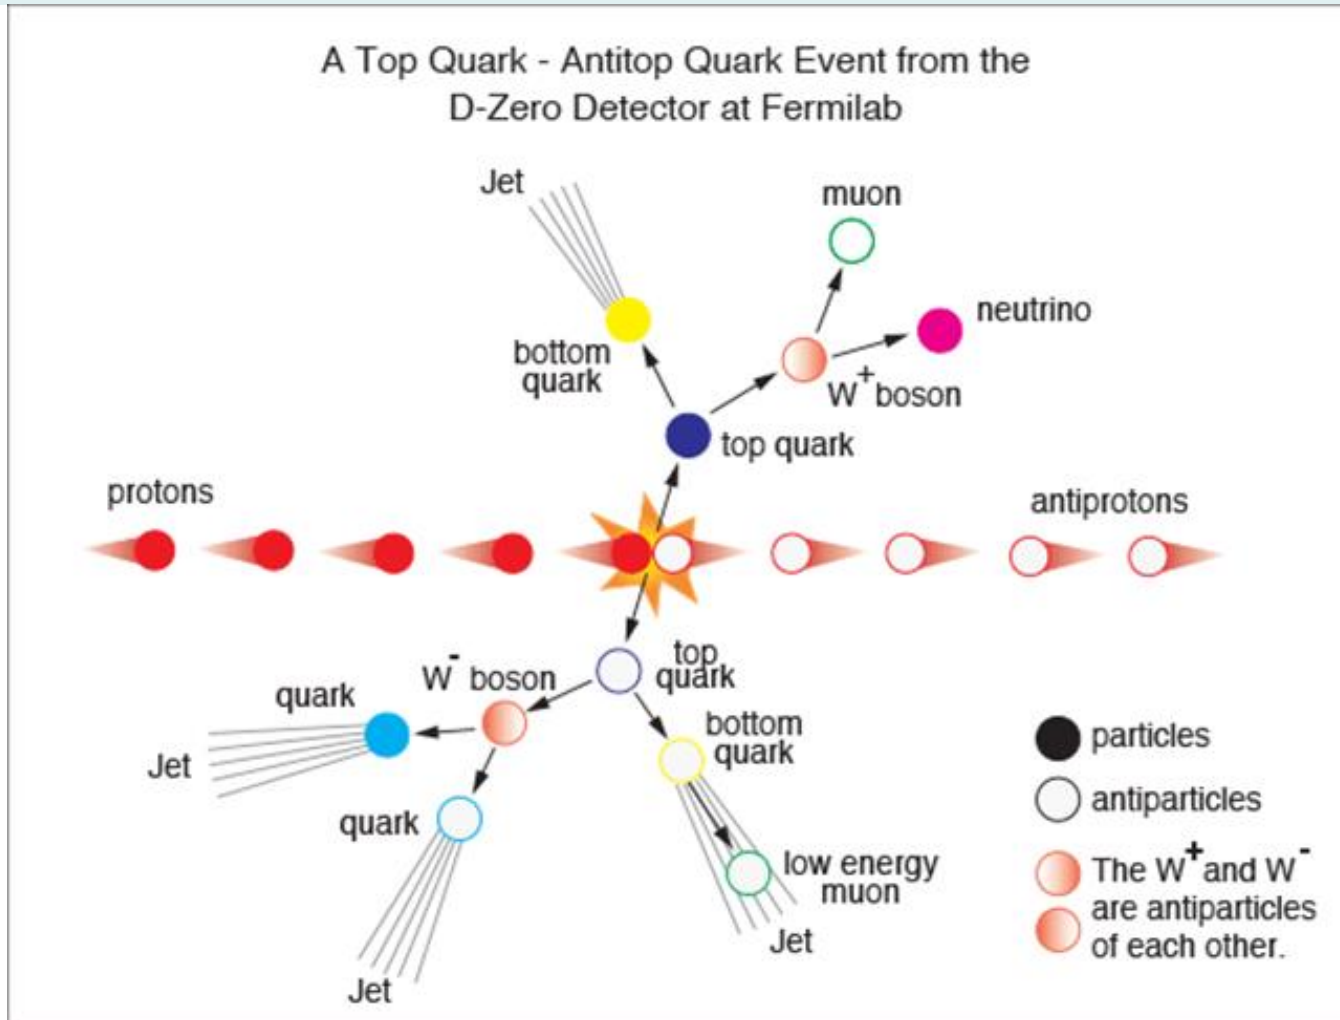 A Top Quark - Antitop Quark Event from the
D-Zero Detector at Fermilab
Jet
muon
neutrino
bottom
quark
W+ boson
top quark
protons
antiprotons
top
quark
W- boson
quark
bottom
quark
Jet
particles
antiparticles
quark
low energy
muon
The W+ and W-
are antiparticles
of each other.
Jet
Jet